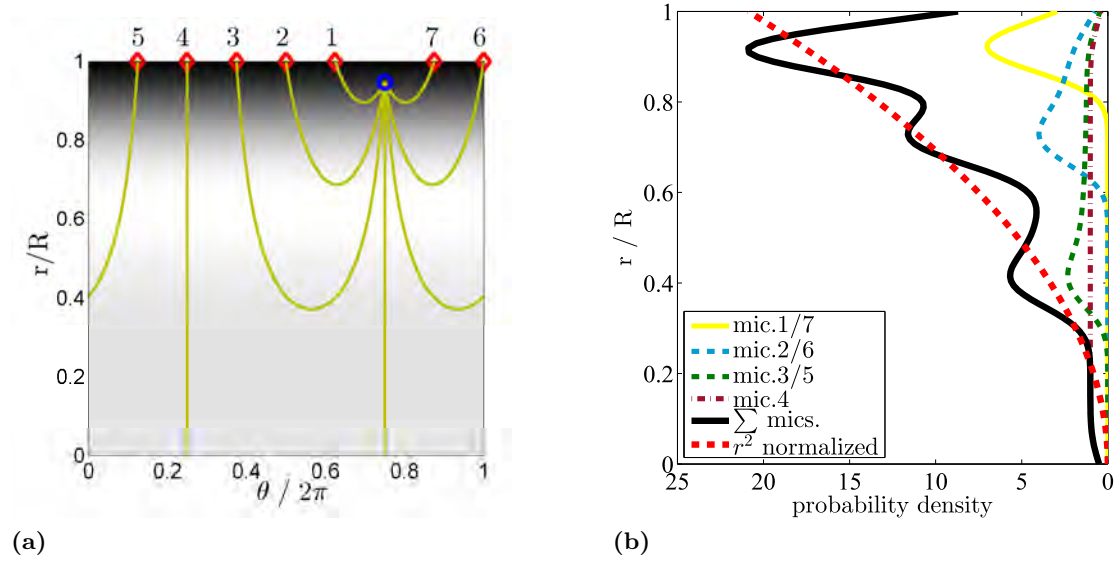 5 4 3 2 1 7 6
1
0.8
0.6
0.4
0.2
0
r/R
0 0.2 0.4 0.6 0.8 1
θ / 2π
(a)
1
0.8
0.6
0.4
0.2
0
r / R
mic.1/7
mic.2/6
mic.3/5
mic.4
∑ mics.
r² normalized
25 20 15 10 5 0
probability density
(b)